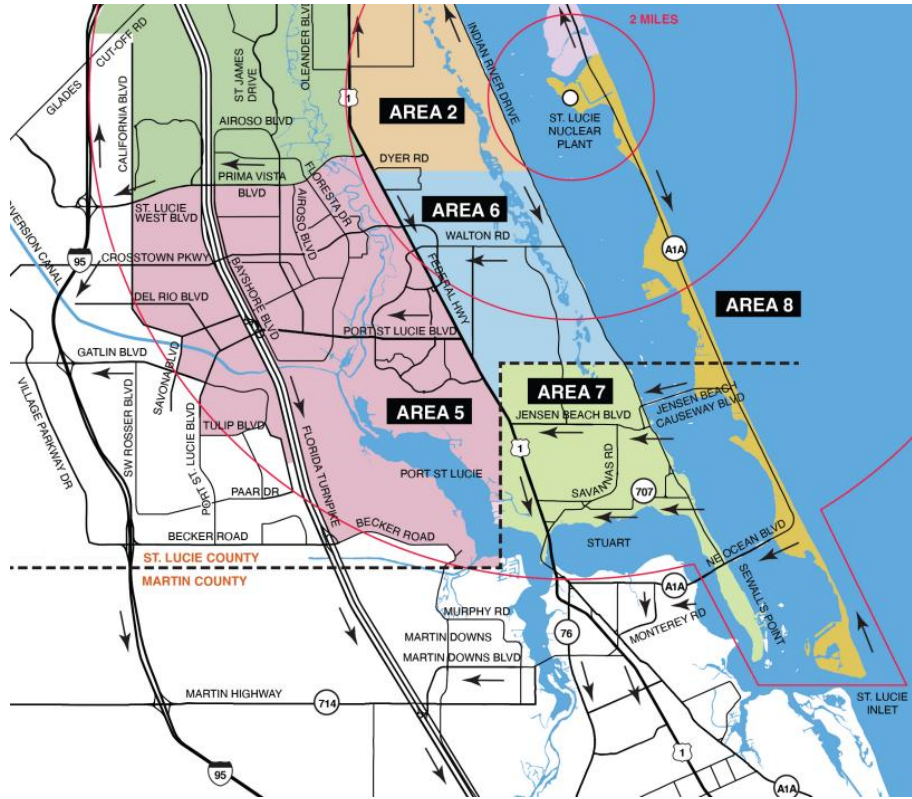 2 MILES
GLADES CUT-OFF RD
CALIFORNIA BLVD
ST JAMES
DRIVE
OLEANDER BLVD
1
INDIAN RIVER DRIVE
AREA 2
ST. LUCIE
NUCLEAR
PLANT
AIROSO BLVD
DYER RD
PRIMA VISTA
BLVD
FLORESTA DR
AIROSO BLVD
ST. LUCIE
WEST BLVD
AREA 6
WALTON RD
95
CROSSTOWN PKWY
BAYSHORE BLVD
FEDERAL HWY
A1A
DEL RIO BLVD
AREA 8
PORT ST LUCIE BLVD
GATLIN BLVD
SAVONA BLVD
AREA 7
JENSEN BEACH
CAUSEWAY BLVD
AREA 5
JENSEN BEACH BLVD
VILLAGE PARKWAY DR
SW ROSSER BLVD
PORT ST. LUCIE BLVD
TULIP BLVD
FLORIDA TURNPIKE
1
PORT ST LUCIE
SAVANNAS RD
707
PAAR DR
BECKER ROAD
BECKER ROAD
STUART
NE OCEAN BLVD
ST. LUCIE COUNTY
MARTIN COUNTY
SEWALL'S POINT
A1A
MURPHY RD
MONTEREY RD
76
MARTIN DOWNS
MARTIN DOWNS BLVD
MARTIN HIGHWAY
714
ST. LUCIE
INLET
1
95
A1A